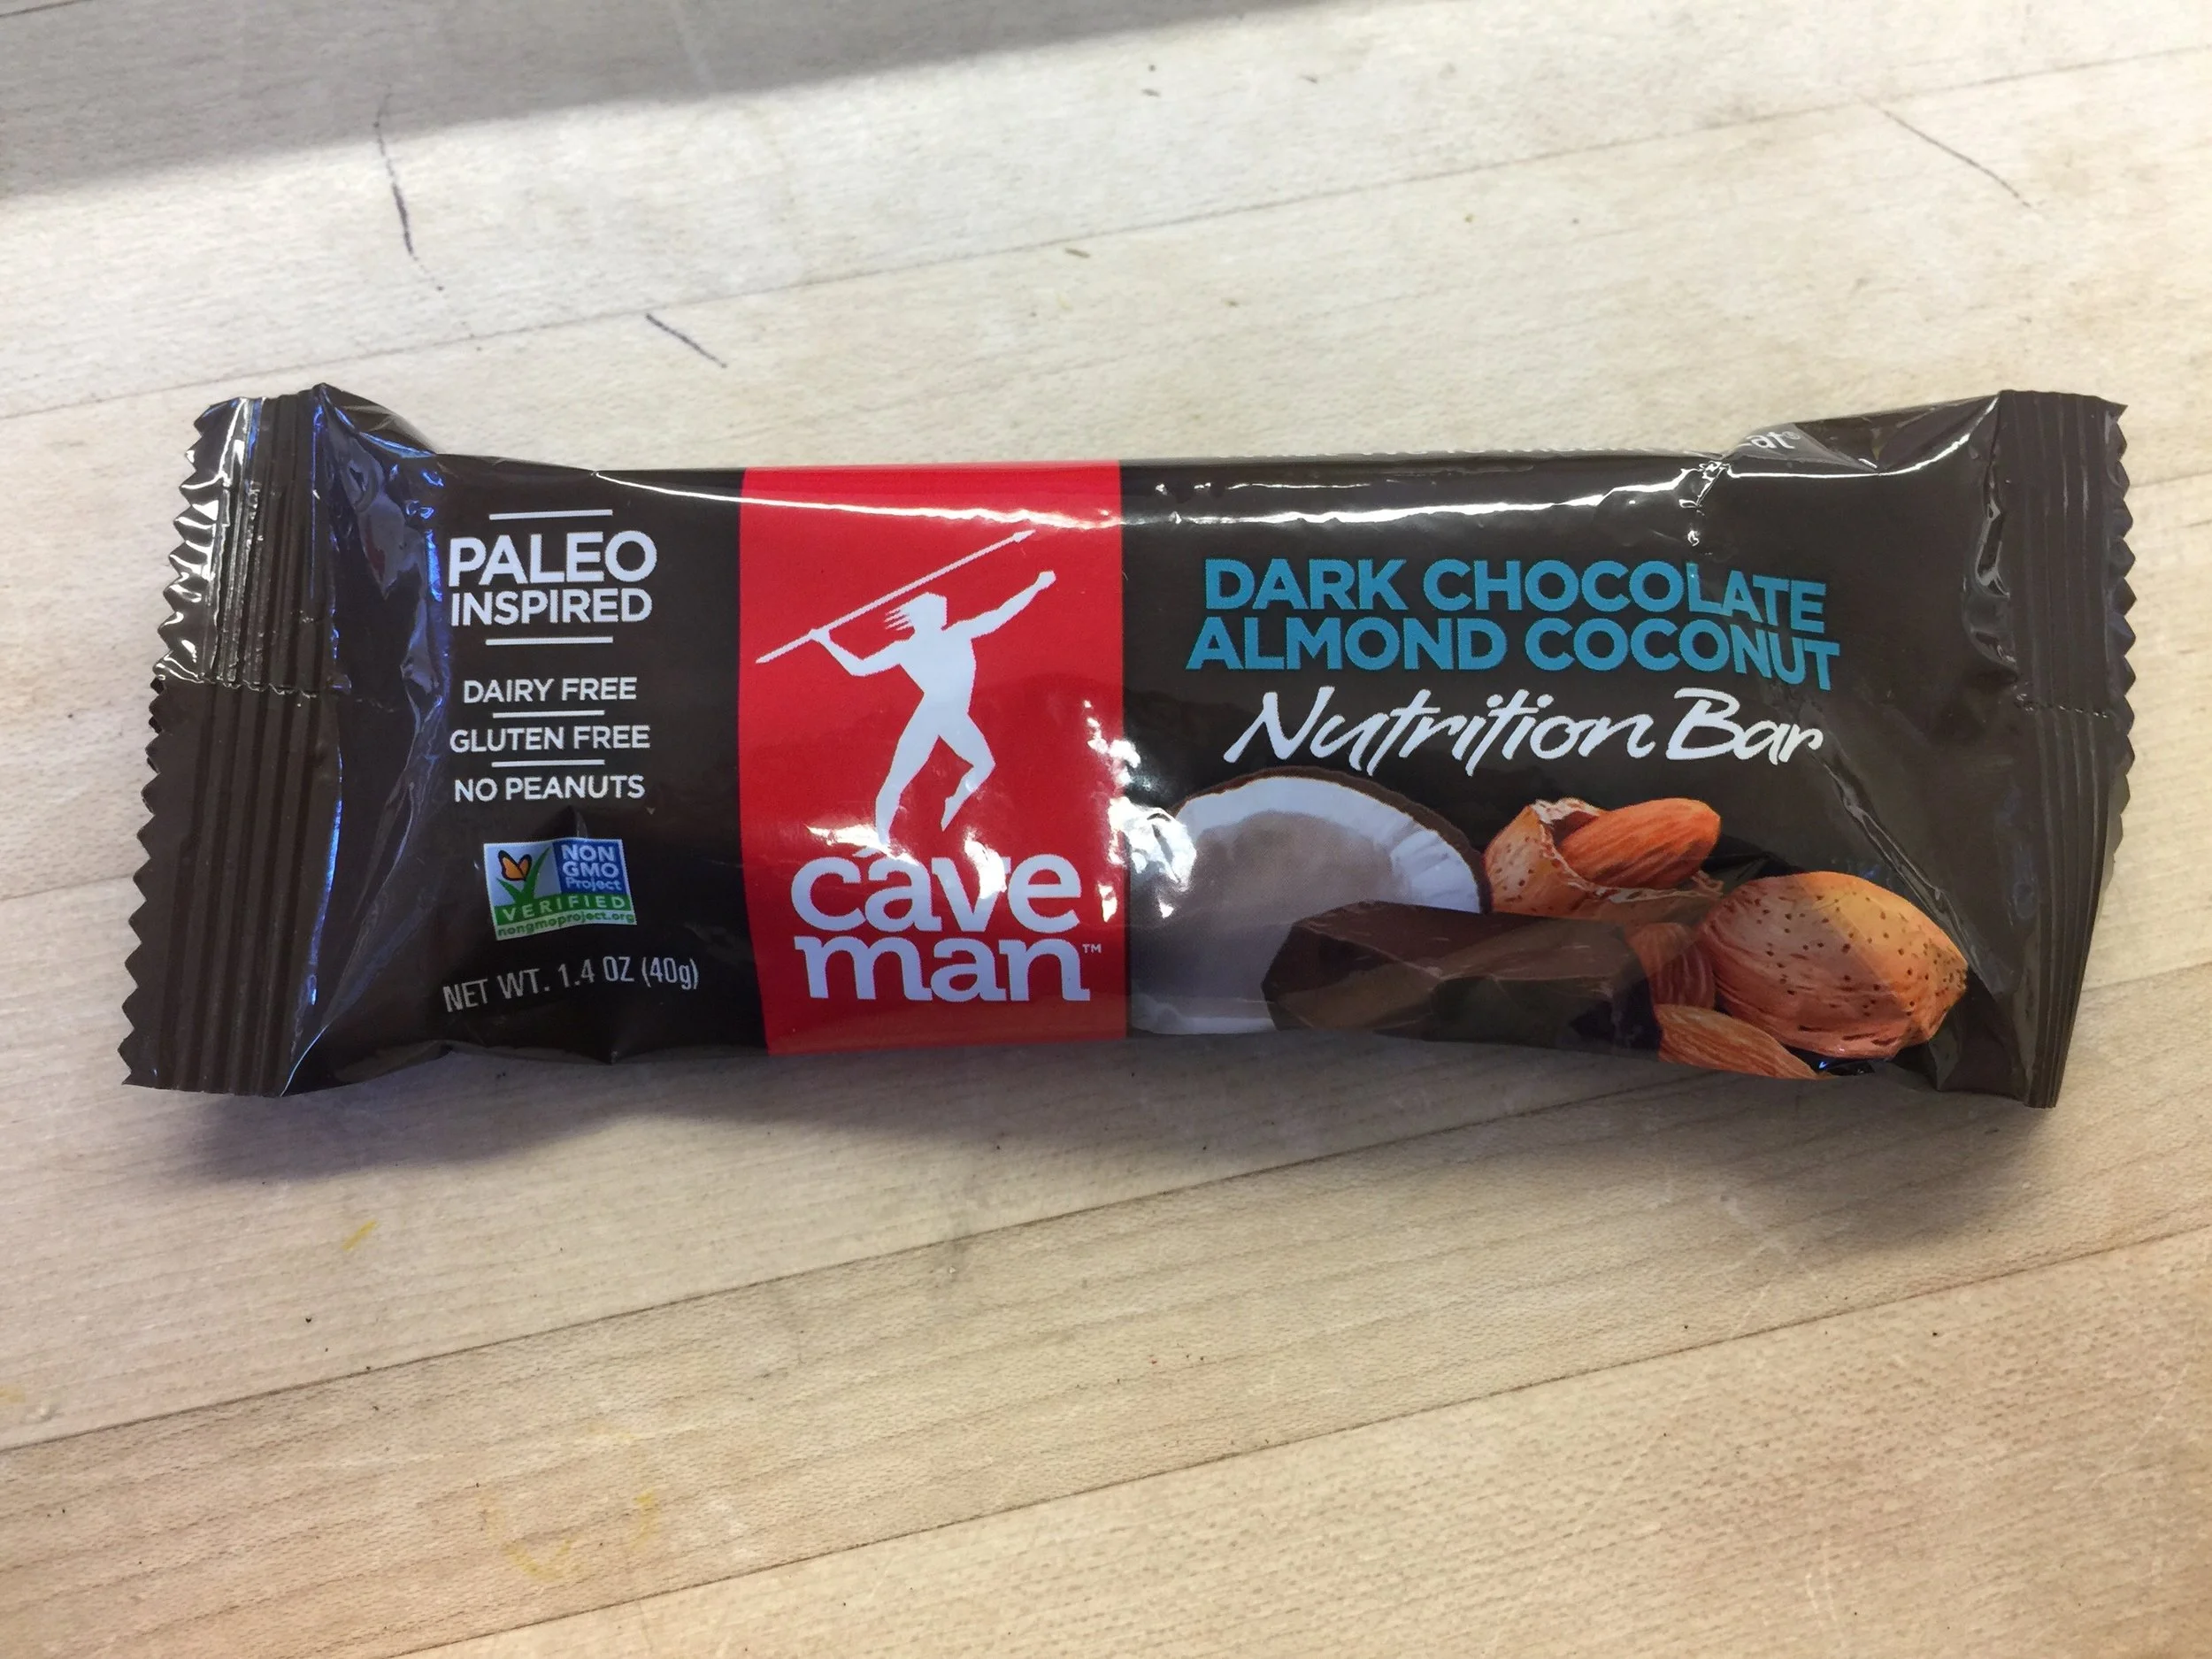 PALEO
INSPIRED
DAIRY FREE
GLUTEN FREE
NO PEANUTS
NON
GMO
Project
VERIFIED
nongmoproject.org
NET WT. 1.4 OZ (40g)
cave
man™
DARK CHOCOLATE
ALMOND COCONUT
Nutrition Bar